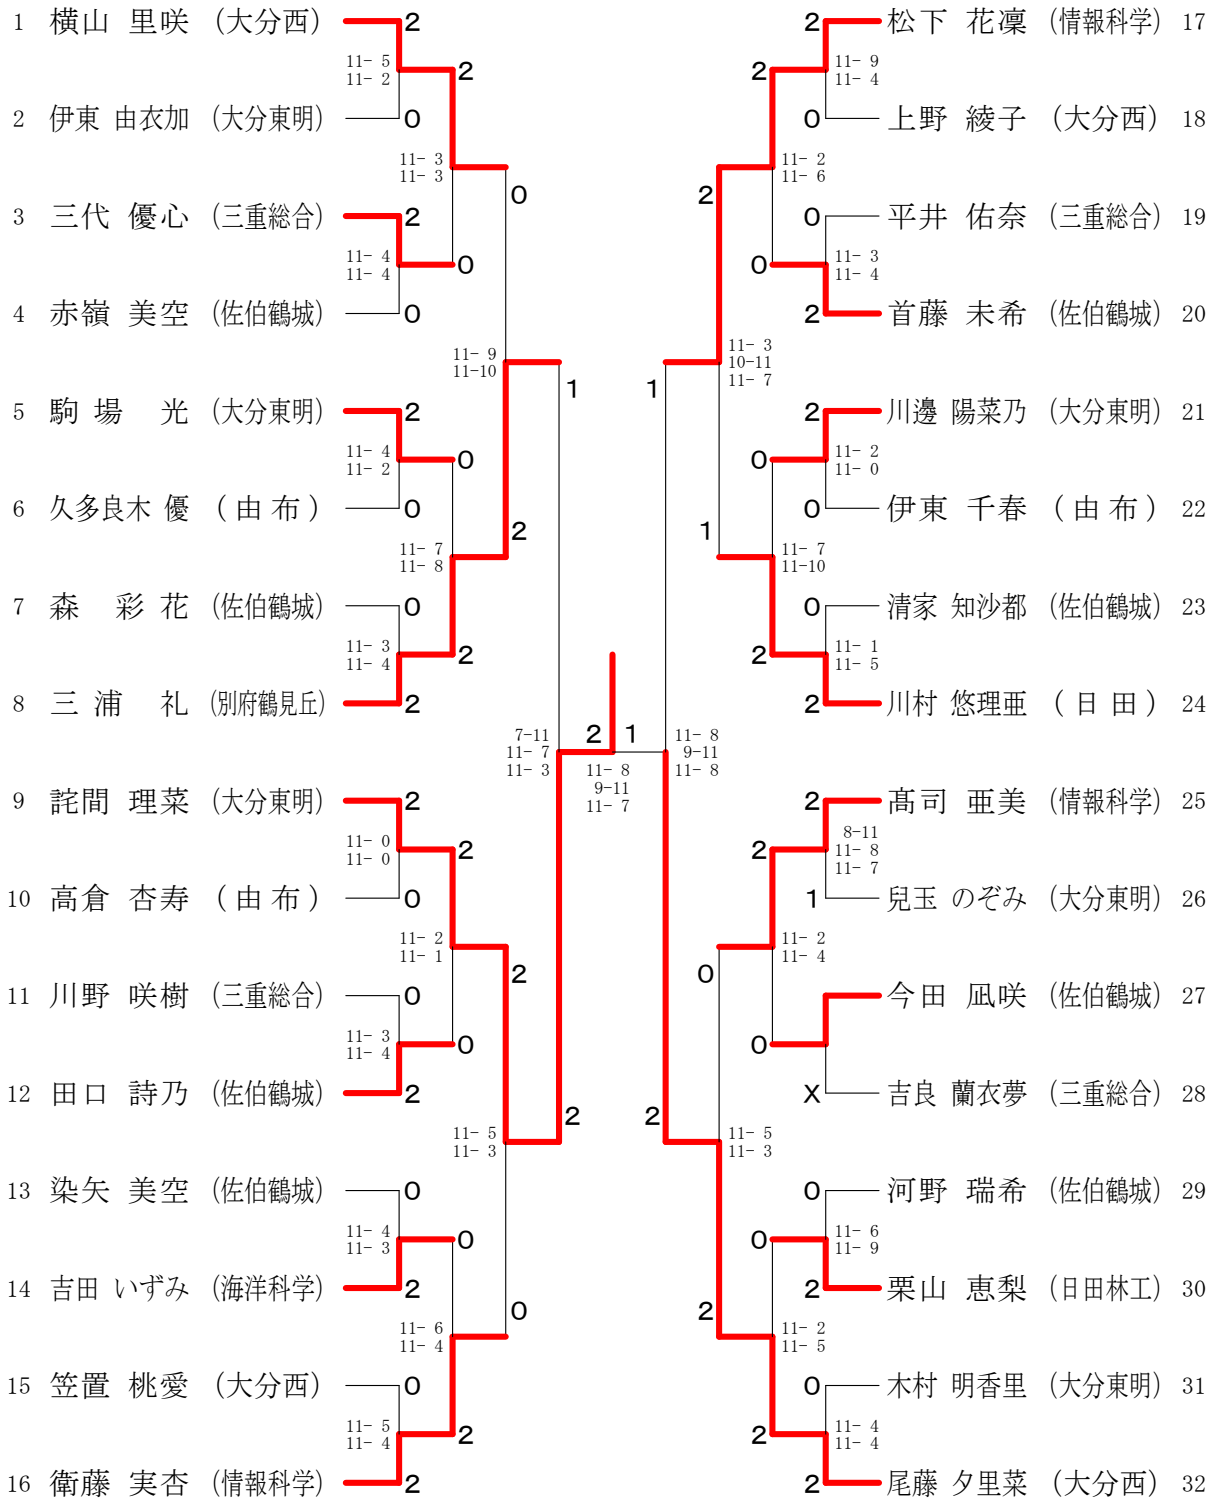 1 横山 里咲 (大分西) 2
11- 5
11- 2
2
2 伊東 由衣加 (大分東明) 0
11- 3
11- 3
0
3 三代 優心 (三重総合) 2
11- 4
11- 4
0
4 赤嶺 美空 (佐伯鶴城) 0
11- 9
11-10
1
5 駒場 光 (大分東明) 2
11- 4
11- 2
0
6 久多良木 優 (由布) 0
11- 7
11- 8
2
7 森 彩花 (佐伯鶴城) 0
11- 3
11- 4
2
8 三浦 礼 (別府鶴見丘) 2
7-11
11- 7
11- 3
2 1
11- 8
9-11
11- 7
9 詫間 理菜 (大分東明) 2
11- 0
11- 0
2
10 高倉 杏寿 (由布) 0
11- 2
11- 1
2
11 川野 咲樹 (三重総合) 0
11- 3
11- 4
0
12 田口 詩乃 (佐伯鶴城) 2
11- 5
11- 3
2
13 染矢 美空 (佐伯鶴城) 0
11- 4
11- 3
0
14 吉田 いずみ (海洋科学) 2
11- 6
11- 4
0
15 笠置 桃愛 (大分西) 0
11- 5
11- 4
2
16 衛藤 実杏 (情報科学) 2
2 松下 花凜 (情報科学) 17
11- 9
11- 4
2
0 上野 綾子 (大分西) 18
11- 2
11- 6
2
0 平井 佑奈 (三重総合) 19
11- 3
11- 4
0
2 首藤 未希 (佐伯鶴城) 20
11- 3
10-11
11- 7
1
2 川邊 陽菜乃 (大分東明) 21
11- 2
11- 0
0
0 伊東 千春 (由布) 22
11- 7
11-10
1
0 清家 知沙都 (佐伯鶴城) 23
11- 1
11- 5
2
2 川村 悠理亜 (日田) 24
11- 8
9-11
11- 8
2 髙司 亜美 (情報科学) 25
8-11
11- 8
11- 7
2
1 兒玉 のぞみ (大分東明) 26
11- 2
11- 4
0
今田 凪咲 (佐伯鶴城) 27
0
X 吉良 蘭衣夢 (三重総合) 28
11- 5
11- 3
2
0 河野 瑞希 (佐伯鶴城) 29
11- 6
11- 9
0
2 栗山 恵梨 (日田林工) 30
11- 2
11- 5
2
0 木村 明香里 (大分東明) 31
11- 4
11- 4
2
2 尾藤 夕里菜 (大分西) 32